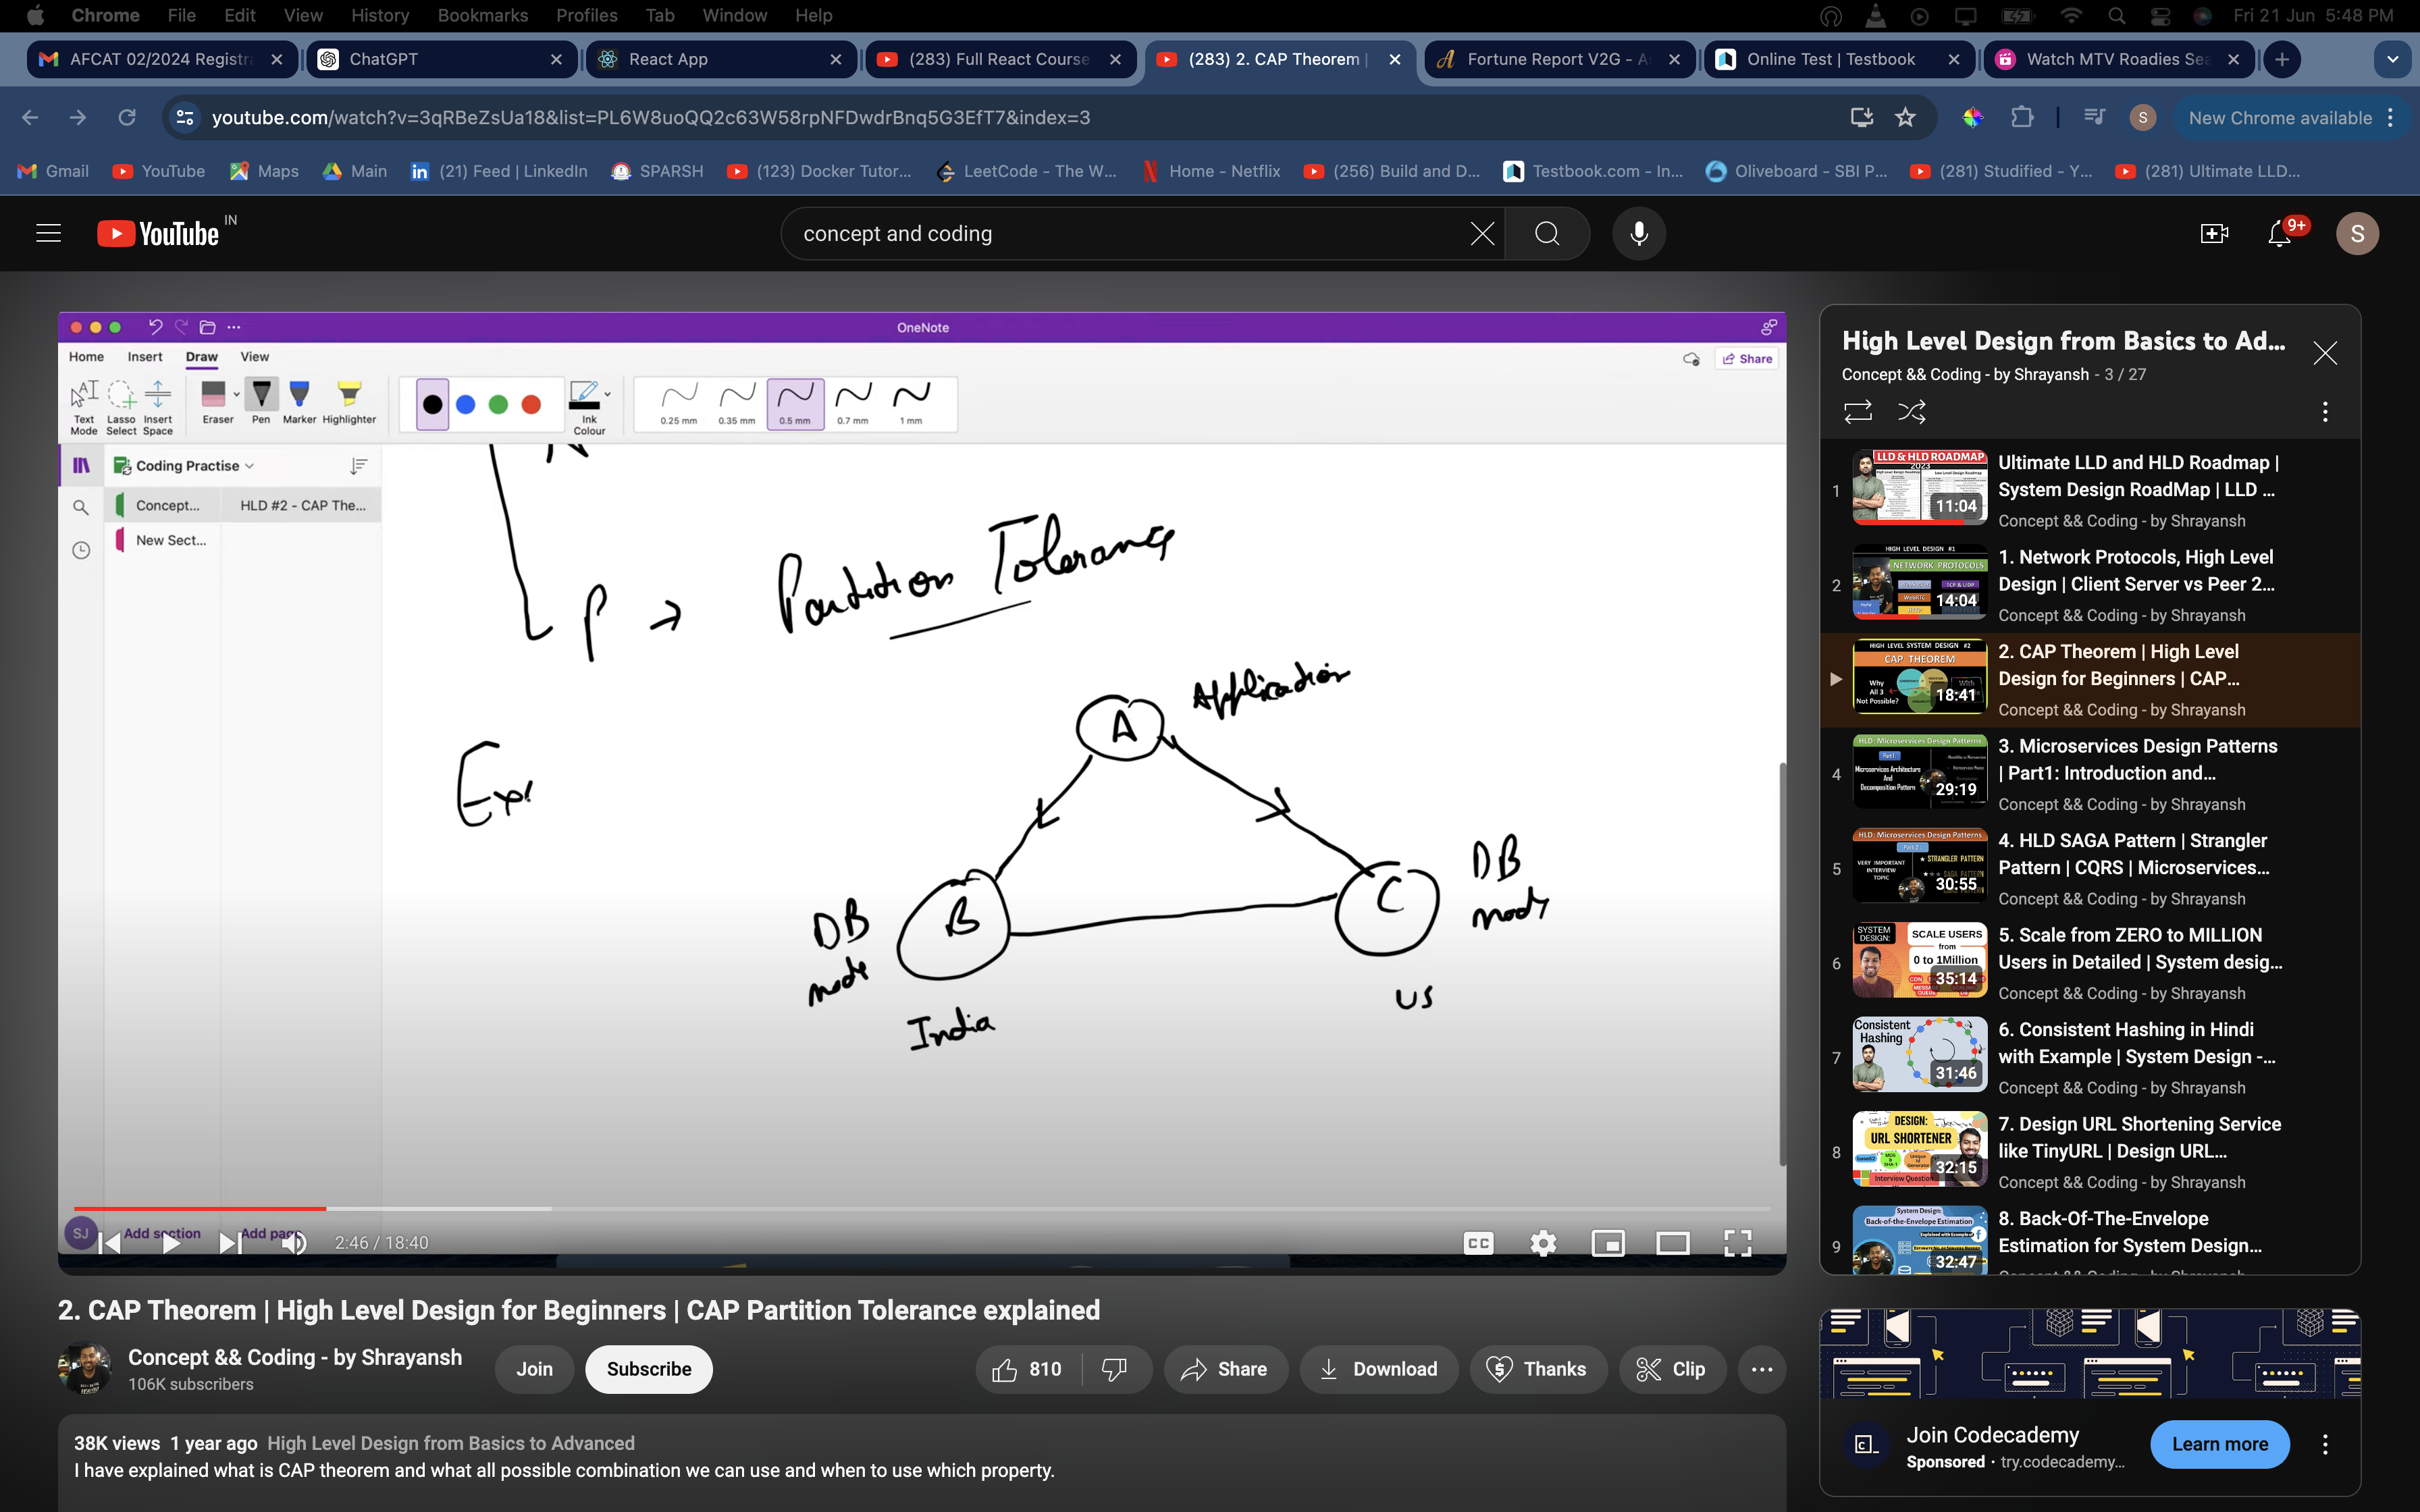 Chrome File Edit View History Bookmarks Profiles Tab Window Help Fri 21 Jun 5:48 PM
AFCAT 02/2024 Registra ChatGPT React App (283) Full React Course (283) 2. CAP Theorem | Fortune Report V2G - A Online Test | Testbook Watch MTV Roadies Sea
youtube.com/watch?v=3qRBeZsUa18&list=PL6W8uoQQ2c63W58rpNFDwdrBnq5G3EfT7&index=3 S New Chrome available
Gmail YouTube Maps Main (21) Feed | LinkedIn SPARSH (123) Docker Tutor... LeetCode - The W... Home - Netflix (256) Build and D... Testbook.com - In... Oliveboard - SBI P... (281) Studified - Y... (281) Ultimate LLD...
YouTube IN concept and coding 9+ S
OneNote
Home Insert Draw View Share
Text Mode Lasso Select Insert Space Eraser Pen Marker Highlighter Ink Colour 0.25 mm 0.35 mm 0.5 mm 0.7 mm 1 mm
Coding Practise
Concept... HLD #2 - CAP The...
New Sect...
P → Partition Tolerance
A Application
Ex
B DB node India
C DB node US
SJ Add section Add page
2:46 / 18:40 CC
2. CAP Theorem | High Level Design for Beginners | CAP Partition Tolerance explained
Concept && Coding - by Shrayansh
106K subscribers
Join Subscribe 810 Share Download Thanks Clip
38K views 1 year ago High Level Design from Basics to Advanced
I have explained what is CAP theorem and what all possible combination we can use and when to use which property.
High Level Design from Basics to Ad...
Concept && Coding - by Shrayansh - 3 / 27
1
LLD & HLD ROADMAP
2023
11:04
Ultimate LLD and HLD Roadmap |
System Design RoadMap | LLD ...
Concept && Coding - by Shrayansh
2
HIGH LEVEL DESIGN #1
NETWORK PROTOCOLS
TCP & UDP
14:04
1. Network Protocols, High Level
Design | Client Server vs Peer 2...
Concept && Coding - by Shrayansh
HIGH LEVEL SYSTEM DESIGN #2
CAP THEOREM
Why
All 3
Not Possible?
18:41
2. CAP Theorem | High Level
Design for Beginners | CAP...
Concept && Coding - by Shrayansh
4
HLD: Microservices Design Patterns
Microservices Architecture
And
Decomposition Pattern
29:19
3. Microservices Design Patterns
| Part1: Introduction and...
Concept && Coding - by Shrayansh
5
HLD: Microservices Design Patterns
VERY IMPORTANT
INTERVIEW
TOPIC
STRANGLER PATTERN
SAGA PATTERN
30:55
4. HLD SAGA Pattern | Strangler
Pattern | CQRS | Microservices...
Concept && Coding - by Shrayansh
6
SYSTEM
DESIGN:
SCALE USERS
from
0 to 1Million
35:14
5. Scale from ZERO to MILLION
Users in Detailed | System desig...
Concept && Coding - by Shrayansh
7
Consistent
Hashing
31:46
6. Consistent Hashing in Hindi
with Example | System Design -...
Concept && Coding - by Shrayansh
8
DESIGN:
URL SHORTENER
Interview Question
32:15
7. Design URL Shortening Service
like TinyURL | Design URL...
Concept && Coding - by Shrayansh
9
System Design:
Back-of-the-Envelope Estimation
32:47
8. Back-Of-The-Envelope
Estimation for System Design...
Join Codecademy
Sponsored · try.codecademy...
Learn more